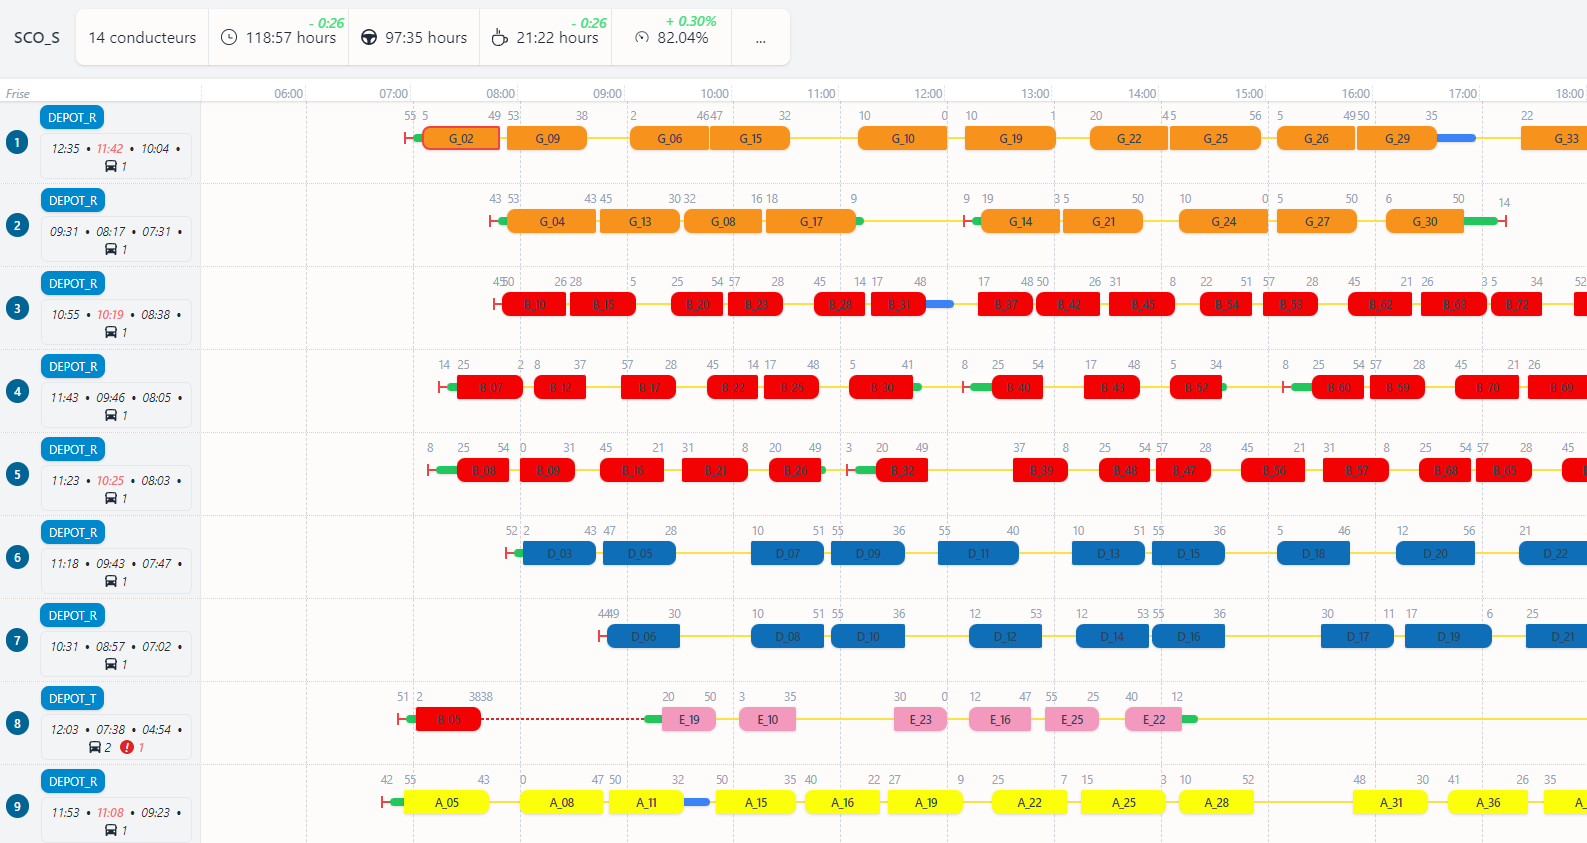 SCO_S 14 conducteurs - 0:26 118:57 hours 97:35 hours - 0:26 21:22 hours + 0.30% 82.04% ...
Frise 06:00 07:00 08:00 09:00 10:00 11:00 12:00 13:00 14:00 15:00 16:00 17:00 18:00
1 DEPOT_R
12:35 • 11:42 • 10:04 •
1
55 5 49 53 38 2 46 47 32 10 0 10 1 20 4 5 56 5 49 50 35 22
G_02 G_09 G_06 G_15 G_10 G_19 G_22 G_25 G_26 G_29 G_33
2 DEPOT_R
09:31 • 08:17 • 07:31 •
1
43 53 43 45 30 32 16 18 9 9 19 3 5 50 10 0 5 50 6 50 14
G_04 G_13 G_08 G_17 G_14 G_21 G_24 G_27 G_30
3 DEPOT_R
10:55 • 10:19 • 08:38 •
1
45 50 26 28 5 25 54 57 28 45 14 17 48 17 48 50 26 31 8 22 51 57 28 45 21 26 3 5 34 52
B_10 B_15 B_20 B_23 B_28 B_31 B_37 B_42 B_45 B_54 B_53 B_62 B_63 B_72
4 DEPOT_R
11:43 • 09:46 • 08:05 •
1
14 25 2 8 37 57 28 45 14 17 48 5 41 8 25 54 17 48 5 34 8 25 54 57 28 45 21 26
B_07 B_12 B_17 B_22 B_25 B_30 B_40 B_43 B_52 B_60 B_59 B_70 B_69
5 DEPOT_R
11:23 • 10:25 • 08:03 •
1
8 25 54 0 31 45 21 31 8 20 49 3 20 49 37 8 25 54 57 28 45 21 31 8 25 54 57 28 45
B_08 B_09 B_16 B_21 B_26 B_32 B_39 B_48 B_47 B_56 B_57 B_68 B_65
6 DEPOT_R
11:18 • 09:43 • 07:47 •
1
52 2 43 47 28 10 51 55 36 55 40 10 51 55 36 5 46 12 56 21
D_03 D_05 D_07 D_09 D_11 D_13 D_15 D_18 D_20 D_22
7 DEPOT_R
10:31 • 08:57 • 07:02 •
1
44 49 30 10 51 55 36 12 53 12 53 55 36 30 11 17 6 25
D_06 D_08 D_10 D_12 D_14 D_16 D_17 D_19 D_21
8 DEPOT_T
12:03 • 07:38 • 04:54 •
2 ! 1
51 2 38 38 20 50 3 35 30 0 12 47 55 25 40 12
B_05 E_19 E_10 E_23 E_16 E_25 E_22
9 DEPOT_R
11:53 • 11:08 • 09:23 •
1
42 55 43 0 47 50 32 50 35 40 22 27 9 25 7 15 3 10 52 48 30 41 26 35
A_05 A_08 A_11 A_15 A_16 A_19 A_22 A_25 A_28 A_31 A_36 A_